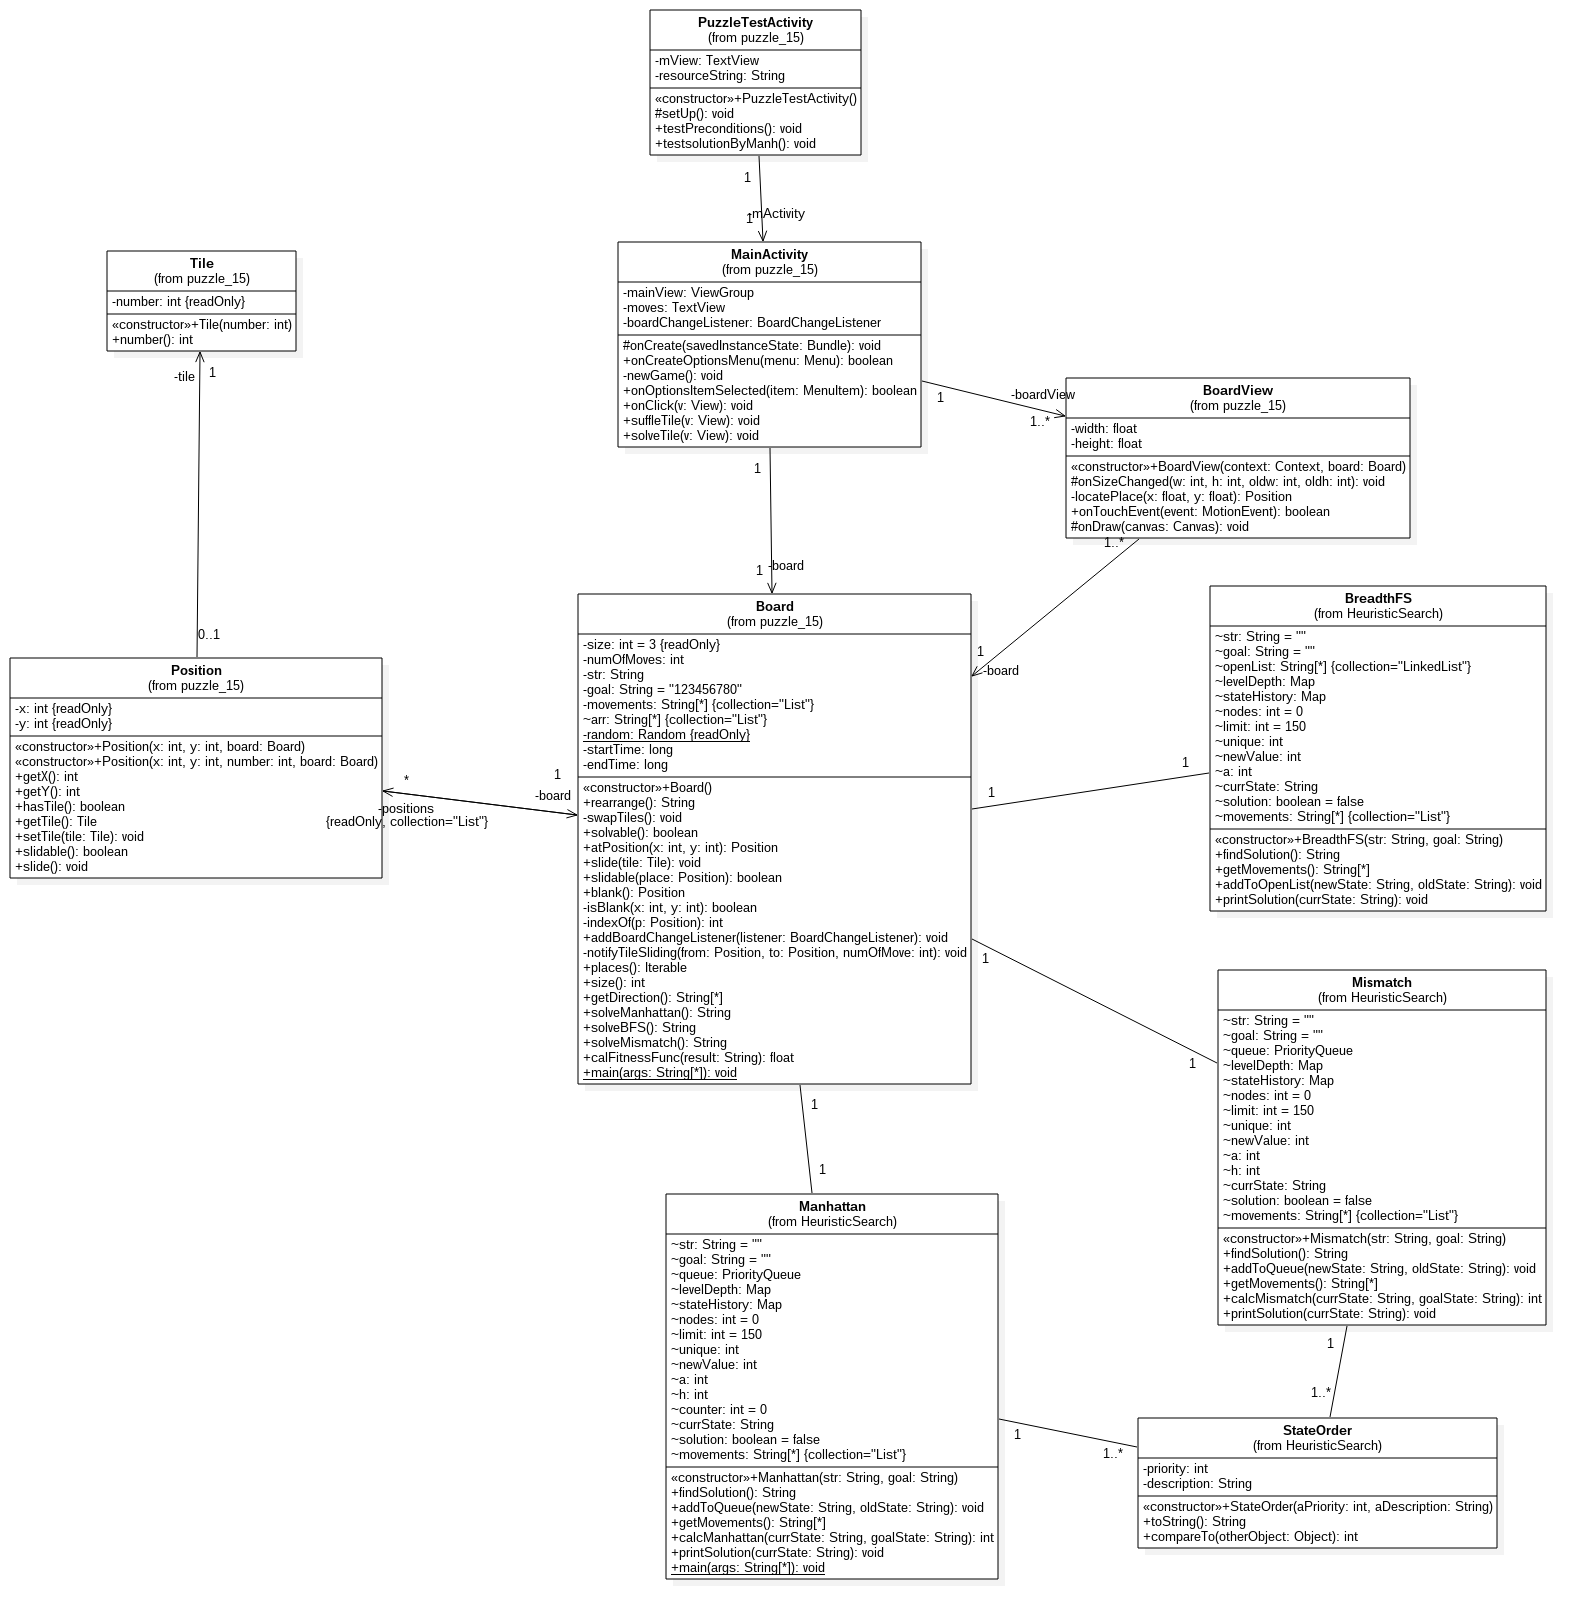 PuzzleTestActivity
(from puzzle_15)
-mView: TextView
-resourceString: String
«constructor»+PuzzleTestActivity()
#setUp(): void
+testPreconditions(): void
+testsolutionByManh(): void
1
1
-mActivity
MainActivity
(from puzzle_15)
-mainView: ViewGroup
-moves: TextView
-boardChangeListener: BoardChangeListener
#onCreate(savedInstanceState: Bundle): void
+onCreateOptionsMenu(menu: Menu): boolean
-newGame(): void
+onOptionsItemSelected(item: MenuItem): boolean
+onClick(v: View): void
+suffleTile(v: View): void
+solveTile(v: View): void
Tile
(from puzzle_15)
-number: int {readOnly}
«constructor»+Tile(number: int)
+number(): int
-tile
1
0..1
1
-boardView
1..*
BoardView
(from puzzle_15)
-width: float
-height: float
«constructor»+BoardView(context: Context, board: Board)
#onSizeChanged(w: int, h: int, oldw: int, oldh: int): void
-locatePlace(x: float, y: float): Position
+onTouchEvent(event: MotionEvent): boolean
#onDraw(canvas: Canvas): void
1..*
1
-board
1
1
-board
Position
(from puzzle_15)
-x: int {readOnly}
-y: int {readOnly}
«constructor»+Position(x: int, y: int, board: Board)
«constructor»+Position(x: int, y: int, number: int, board: Board)
+getX(): int
+getY(): int
+hasTile(): boolean
+getTile(): Tile
+setTile(tile: Tile): void
+slidable(): boolean
+slide(): void
*
-positions
{readOnly, collection="List"}
1
-board
Board
(from puzzle_15)
-size: int = 3 {readOnly}
-numOfMoves: int
-str: String
-goal: String = "123456780"
-movements: String[*] {collection="List"}
~arr: String[*] {collection="List"}
-random: Random {readOnly}
-startTime: long
-endTime: long
«constructor»+Board()
+rearrange(): String
-swapTiles(): void
+solvable(): boolean
+atPosition(x: int, y: int): Position
+slide(tile: Tile): void
+slidable(place: Position): boolean
+blank(): Position
-isBlank(x: int, y: int): boolean
-indexOf(p: Position): int
+addBoardChangeListener(listener: BoardChangeListener): void
-notifyTileSliding(from: Position, to: Position, numOfMove: int): void
+places(): Iterable
+size(): int
+getDirection(): String[*]
+solveManhattan(): String
+solveBFS(): String
+solveMismatch(): String
+calFitnessFunc(result: String): float
+main(args: String[*]): void
1
1
BreadthFS
(from HeuristicSearch)
~str: String = ""
~goal: String = ""
~openList: String[*] {collection="LinkedList"}
~levelDepth: Map
~stateHistory: Map
~nodes: int = 0
~limit: int = 150
~unique: int
~newValue: int
~a: int
~currState: String
~solution: boolean = false
~movements: String[*] {collection="List"}
«constructor»+BreadthFS(str: String, goal: String)
+findSolution(): String
+getMovements(): String[*]
+addToOpenList(newState: String, oldState: String): void
+printSolution(currState: String): void
1
1
Mismatch
(from HeuristicSearch)
~str: String = ""
~goal: String = ""
~queue: PriorityQueue
~levelDepth: Map
~stateHistory: Map
~nodes: int = 0
~limit: int = 150
~unique: int
~newValue: int
~a: int
~h: int
~currState: String
~solution: boolean = false
~movements: String[*] {collection="List"}
«constructor»+Mismatch(str: String, goal: String)
+findSolution(): String
+addToQueue(newState: String, oldState: String): void
+getMovements(): String[*]
+calcMismatch(currState: String, goalState: String): int
+printSolution(currState: String): void
1
1
Manhattan
(from HeuristicSearch)
~str: String = ""
~goal: String = ""
~queue: PriorityQueue
~levelDepth: Map
~stateHistory: Map
~nodes: int = 0
~limit: int = 150
~unique: int
~newValue: int
~a: int
~h: int
~counter: int = 0
~currState: String
~solution: boolean = false
~movements: String[*] {collection="List"}
«constructor»+Manhattan(str: String, goal: String)
+findSolution(): String
+addToQueue(newState: String, oldState: String): void
+getMovements(): String[*]
+calcManhattan(currState: String, goalState: String): int
+printSolution(currState: String): void
+main(args: String[*]): void
1
1..*
1
1..*
StateOrder
(from HeuristicSearch)
-priority: int
-description: String
«constructor»+StateOrder(aPriority: int, aDescription: String)
+toString(): String
+compareTo(otherObject: Object): int